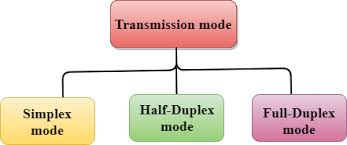 Transmission mode
Simplex
mode
Half-Duplex
mode
Full-Duplex
mode